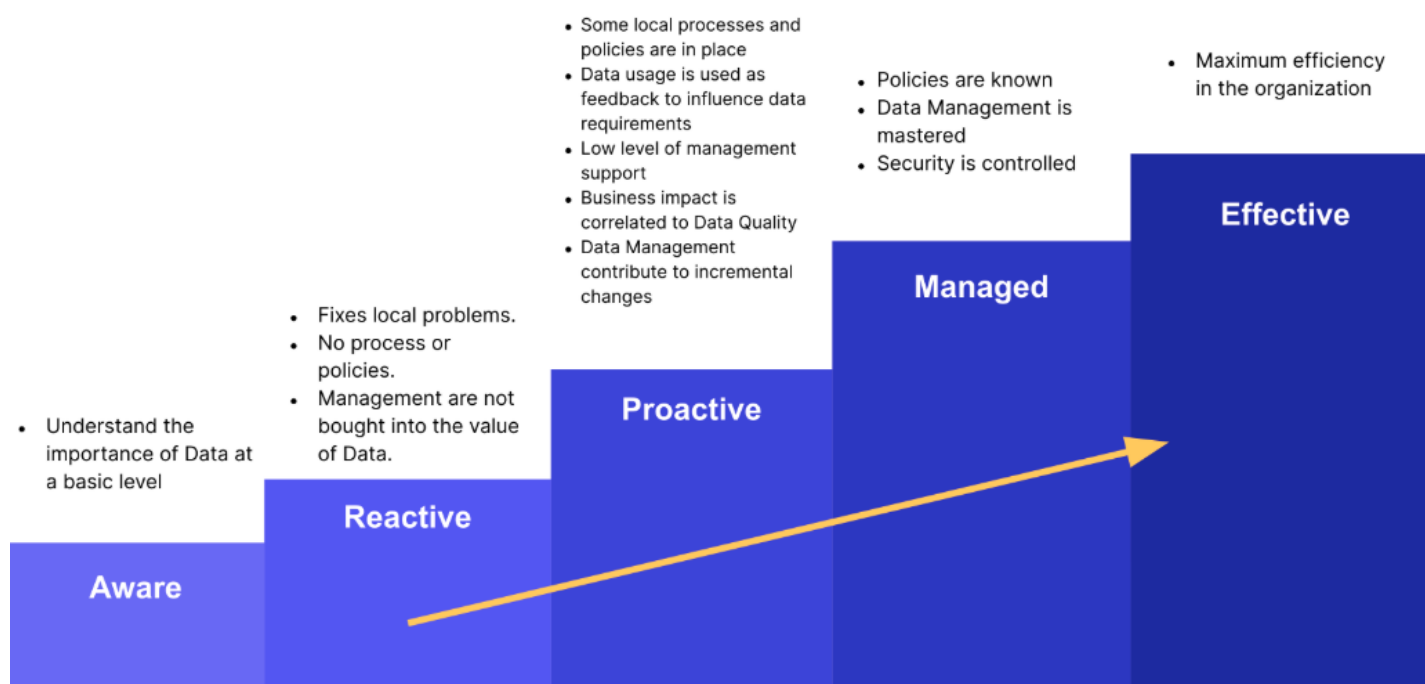 • Understand the
importance of Data at
a basic level
Aware
• Fixes local problems.
• No process or
policies.
• Management are not
bought into the value
of Data.
Reactive
• Some local processes and
policies are in place
• Data usage is used as
feedback to influence data
requirements
• Low level of management
support
• Business impact is
correlated to Data Quality
• Data Management
contribute to incremental
changes
Proactive
• Policies are known
• Data Management is
mastered
• Security is controlled
Managed
• Maximum efficiency
in the organization
Effective